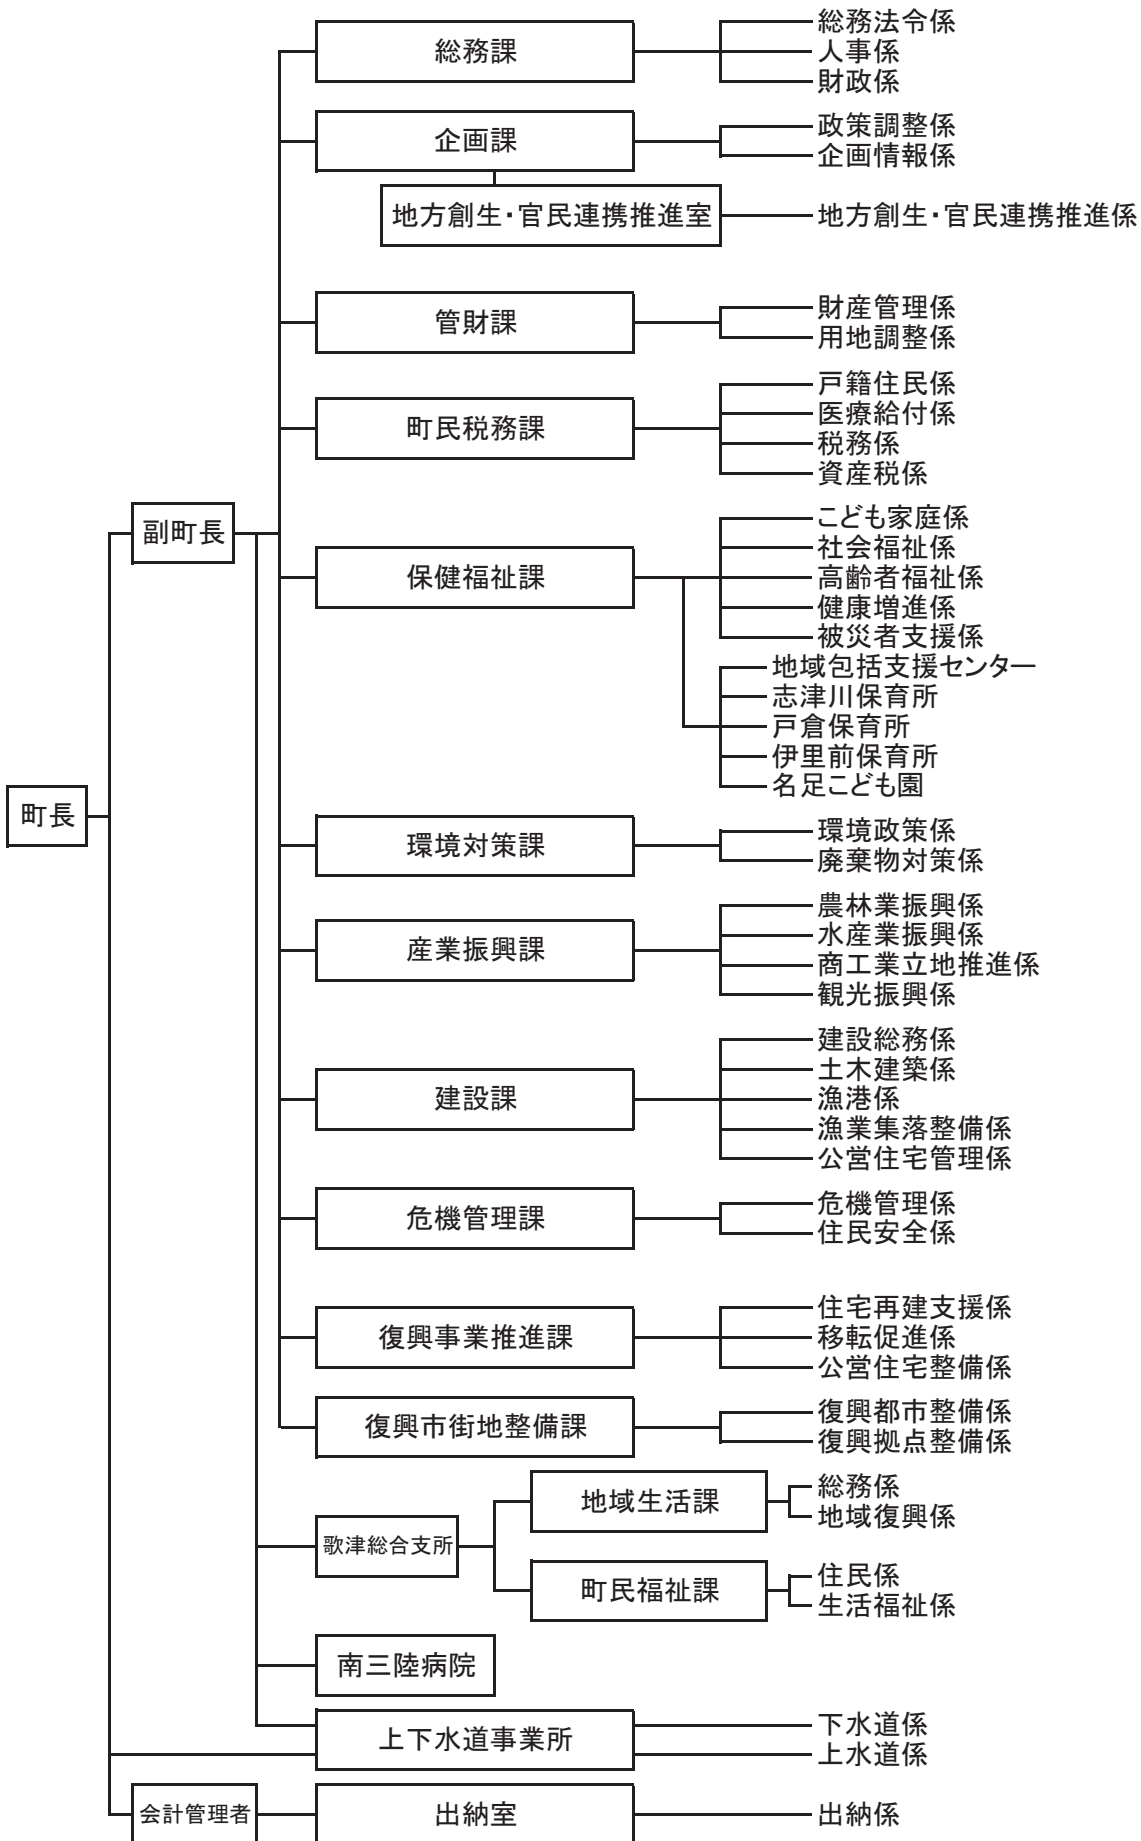 総務課
総務法令係
人事係
財政係
企画課
政策調整係
企画情報係
地方創生・官民連携推進室
地方創生・官民連携推進係
管財課
財産管理係
用地調整係
町民税務課
戸籍住民係
医療給付係
税務係
資産税係
副町長
保健福祉課
こども家庭係
社会福祉係
高齢者福祉係
健康増進係
被災者支援係
地域包括支援センター
志津川保育所
戸倉保育所
伊里前保育所
名足こども園
町長
環境対策課
環境政策係
廃棄物対策係
産業振興課
農林業振興係
水産業振興係
商工業立地推進係
観光振興係
建設課
建設総務係
土木建築係
漁港係
漁業集落整備係
公営住宅管理係
危機管理課
危機管理係
住民安全係
復興事業推進課
住宅再建支援係
移転促進係
公営住宅整備係
復興市街地整備課
復興都市整備係
復興拠点整備係
歌津総合支所
地域生活課
総務係
地域復興係
町民福祉課
住民係
生活福祉係
南三陸病院
上下水道事業所
下水道係
上水道係
会計管理者
出納室
出納係